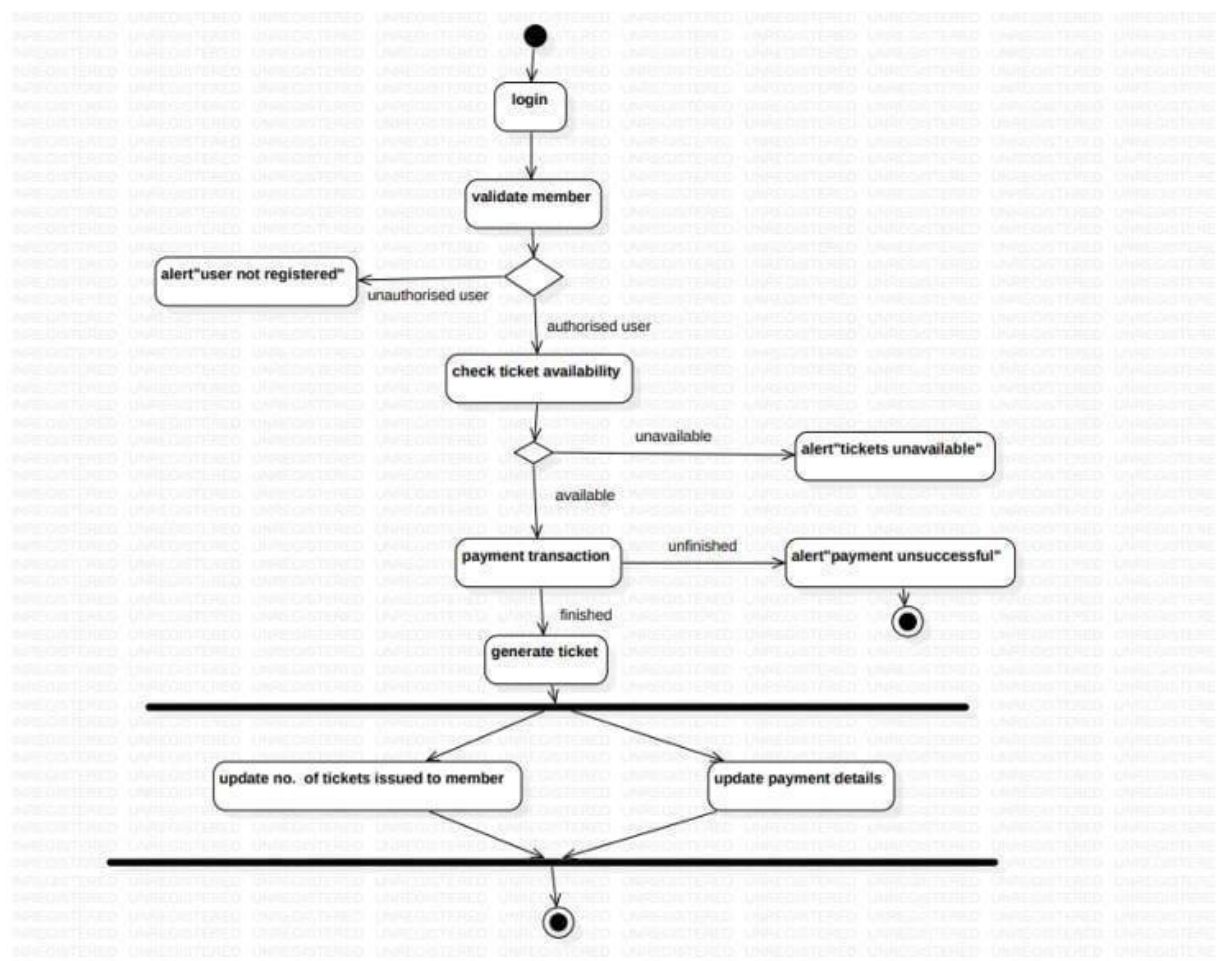 login
validate member
alert"user not registered"
unauthorised user
authorised user
check ticket availability
unavailable
alert"tickets unavailable"
available
payment transaction
unfinished
alert"payment unsuccessful"
finished
generate ticket
update no.  of tickets issued to member
update payment details
UNREGISTERED